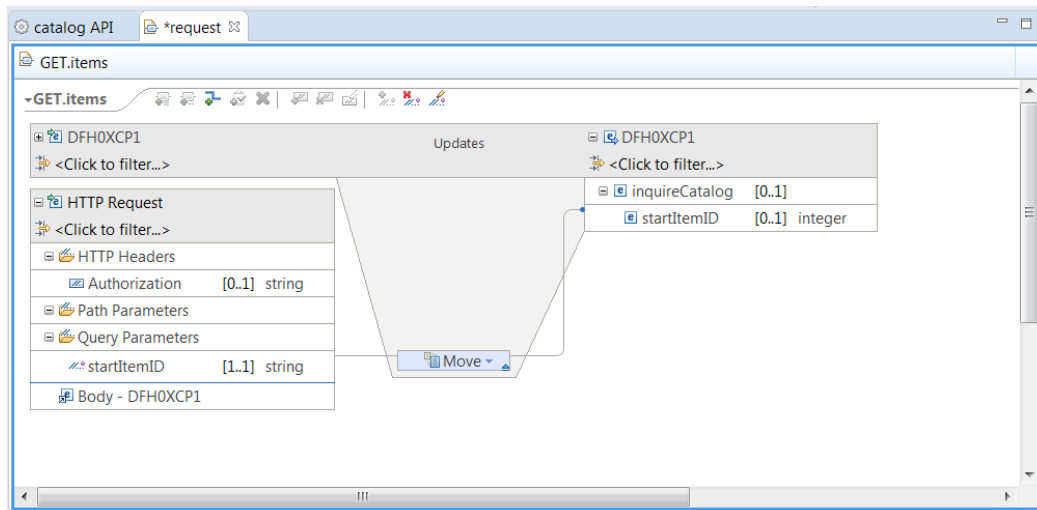 catalog API *request
GET.items
GET.items
DFH0XCP1 Updates DFH0XCP1
<Click to filter...> <Click to filter...>
inquireCatalog [0..1]
HTTP Request
startItemID [0..1] integer
<Click to filter...>
HTTP Headers
Authorization [0..1] string
Path Parameters
Query Parameters
startItemID [1..1] string
Move
Body - DFH0XCP1